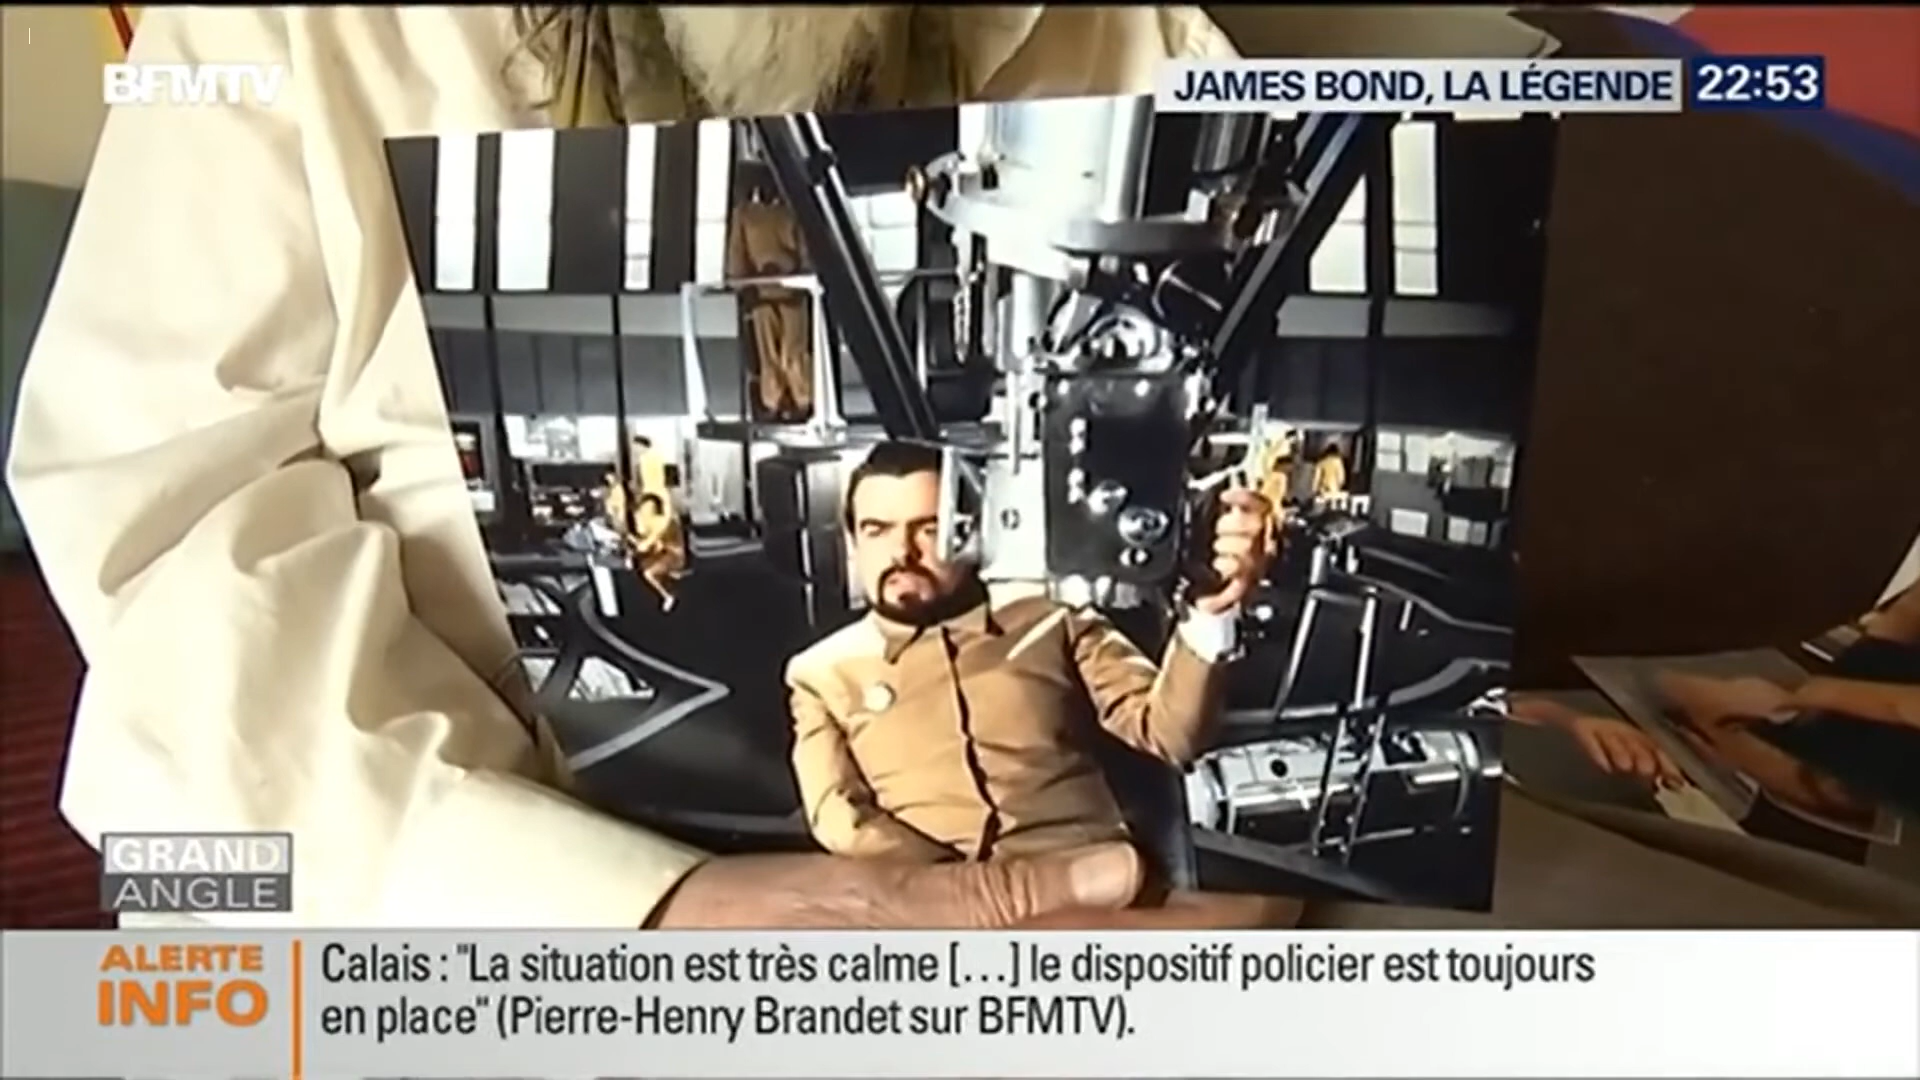 BFMTV
JAMES BOND, LA LÉGENDE 22:53
GRAND
ANGLE
ALERTE
INFO
Calais : "La situation est très calme [...] le dispositif policier est toujours
en place" (Pierre-Henry Brandet sur BFMTV).